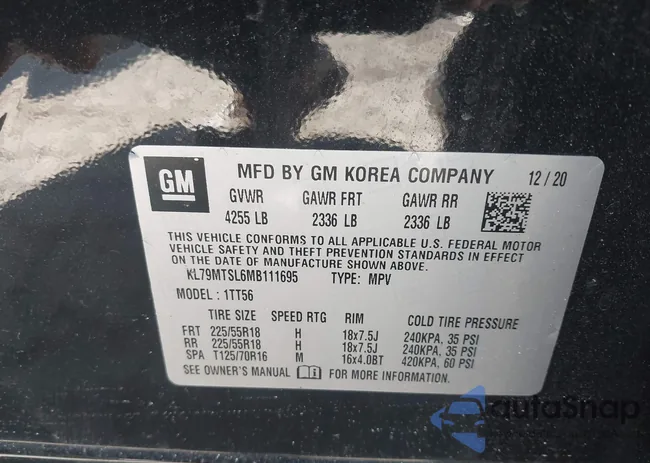 GM MFD BY GM KOREA COMPANY 12/20
GVWR GAWR FRT GAWR RR
4255 LB 2336 LB 2336 LB
THIS VEHICLE CONFORMS TO ALL APPLICABLE U.S. FEDERAL MOTOR
VEHICLE SAFETY AND THEFT PREVENTION STANDARDS IN EFFECT ON
THE DATE OF MANUFACTURE SHOWN ABOVE.
KL79MTSL6MB111695 TYPE: MPV
MODEL : 1TT56
TIRE SIZE SPEED RTG RIM COLD TIRE PRESSURE
FRT 225/55R18 H 18x7.5J 240KPA, 35 PSI
RR 225/55R18 H 18x7.5J 240KPA, 35 PSI
SPA T125/70R16 M 16x4.0BT 420KPA, 60 PSI
SEE OWNER'S MANUAL FOR MORE INFORMATION.
autoSnap